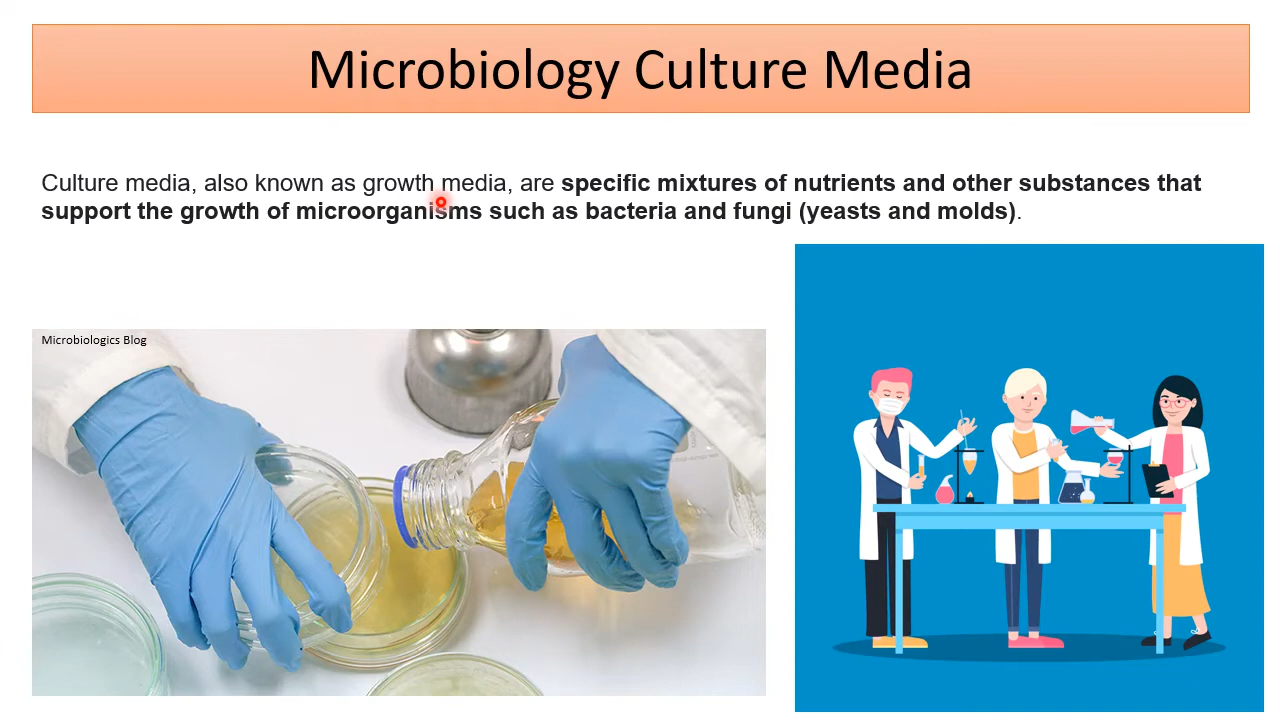 Microbiology Culture Media
Culture media, also known as growth media, are specific mixtures of nutrients and other substances that
support the growth of microorganisms such as bacteria and fungi (yeasts and molds).
Microbiologics Blog